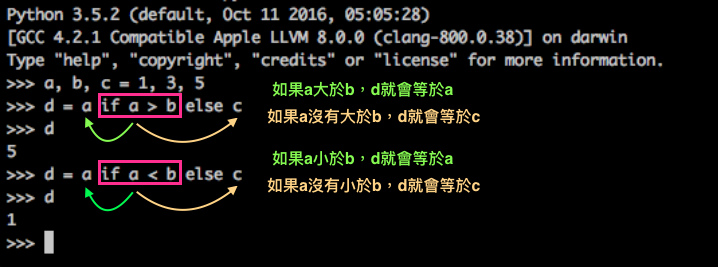 Python 3.5.2 (default, Oct 11 2016, 05:05:28)
[GCC 4.2.1 Compatible Apple LLVM 8.0.0 (clang-800.0.38)] on darwin
Type "help", "copyright", "credits" or "license" for more information.
>>> a, b, c = 1, 3, 5
如果a大於b，d就會等於a
>>> d = a if a > b else c
如果a沒有大於b，d就會等於c
>>> d
5
如果a小於b，d就會等於a
>>> d = a if a < b else c
如果a沒有小於b，d就會等於c
>>> d
1
>>>